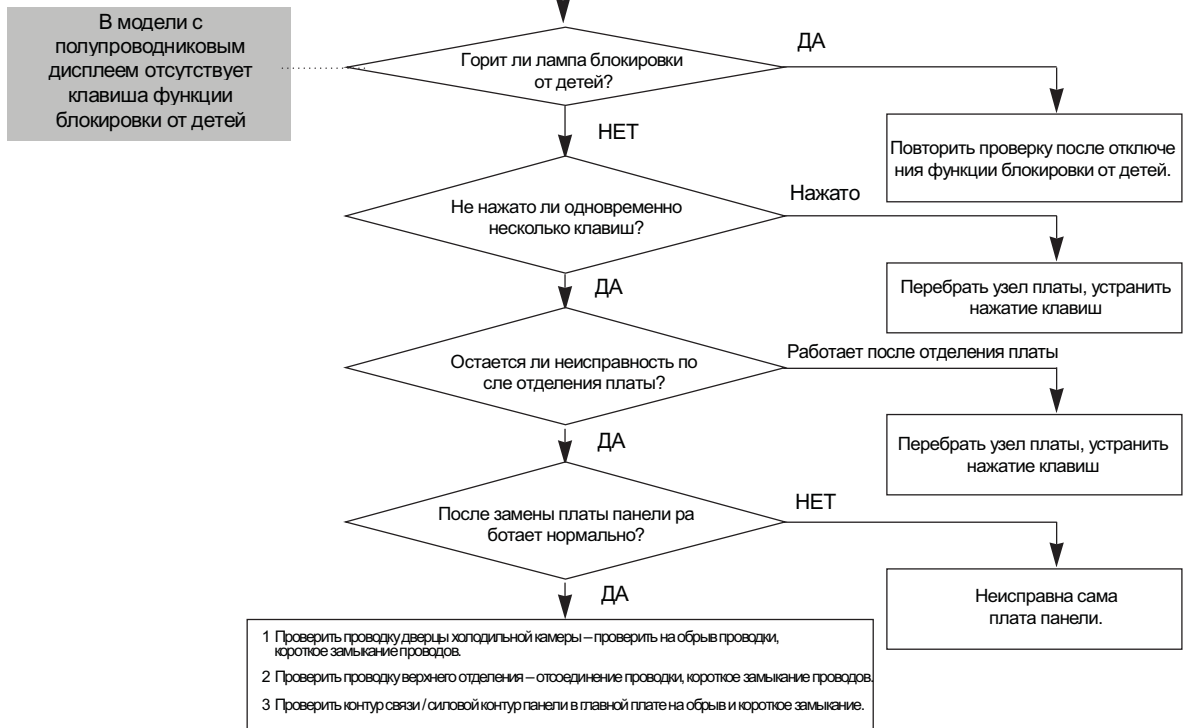 В модели с
полупроводниковым
дисплеем отсутствует
клавиша функции
блокировки от детей
Горит ли лампа блокировки
от детей?
ДА
НЕТ
Повторить проверку после отключе
ния функции блокировки от детей.
Не нажато ли одновременно
несколько клавиш?
Нажато
ДА
Перебрать узел платы, устранить
нажатие клавиш
Остается ли неисправность по
сле отделения платы?
Работает после отделения платы
ДА
Перебрать узел платы, устранить
нажатие клавиш
После замены платы панели ра
ботает нормально?
НЕТ
ДА
Неисправна сама
плата панели.
1 Проверить проводку дверцы холодильной камеры – проверить на обрыв проводки,
короткое замыкание проводов.
2 Проверить проводку верхнего отделения – отсоединение проводки, короткое замыкание проводов.
3 Проверить контур связи / силовой контур панели в главной плате на обрыв и короткое замыкание.